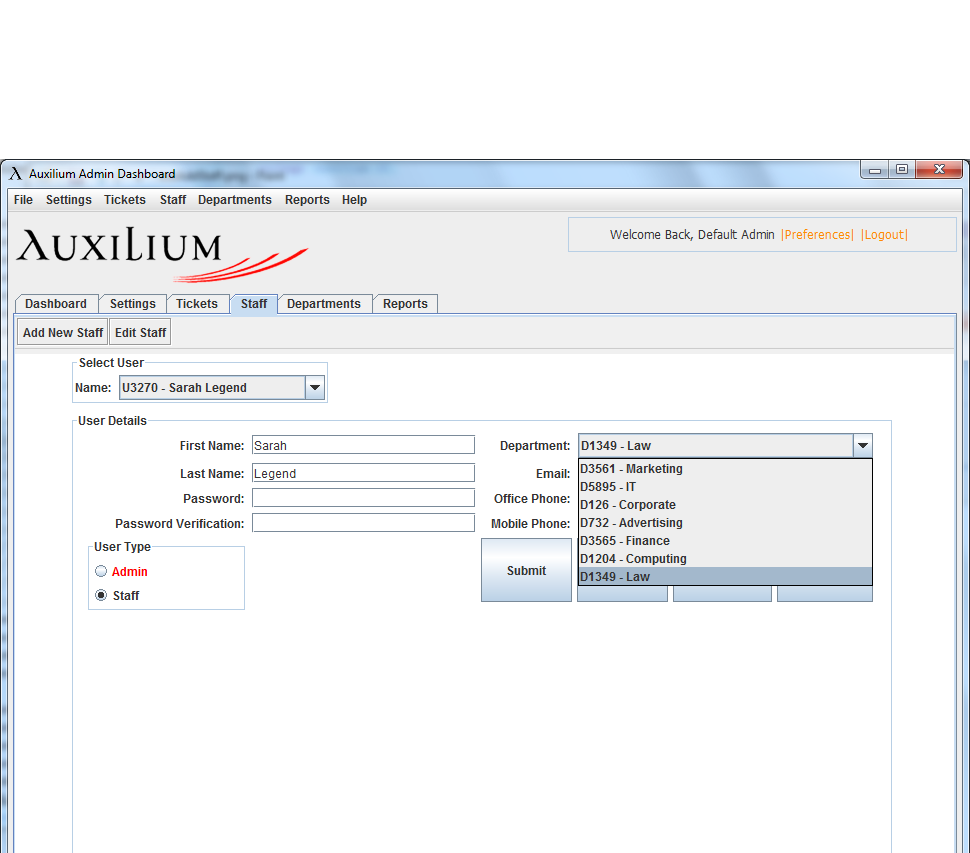 Auxilium Admin Dashboard
File Settings Tickets Staff Departments Reports Help
AUXILIUM
Welcome Back, Default Admin |Preferences| |Logout|
Dashboard Settings Tickets Staff Departments Reports
Add New Staff Edit Staff
Select User
Name: U3270 - Sarah Legend
User Details
First Name: Sarah
Last Name: Legend
Password:
Password Verification:
User Type
Admin
Staff
Department: D1349 - Law
Email:
Office Phone:
Mobile Phone:
D3561 - Marketing
D5895 - IT
D126 - Corporate
D732 - Advertising
D3565 - Finance
D1204 - Computing
D1349 - Law
Submit